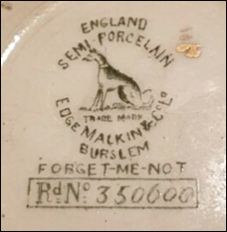 ENGLAND
SEMI PORCELAIN
TRADE MARK
EDGE MALKIN & Co Ld
BURSLEM
FORGET-ME-NOT
Rd No 350600